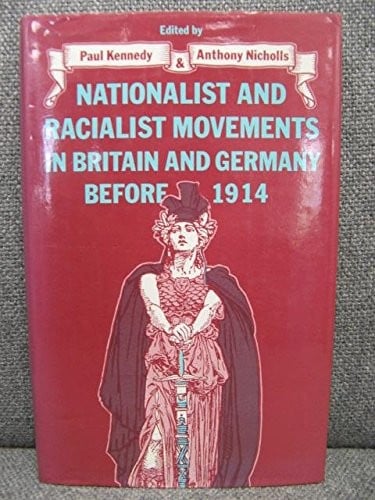 Edited by
Paul Kennedy & Anthony Nicholls
NATIONALIST AND
RACIALIST MOVEMENTS
IN BRITAIN AND GERMANY
BEFORE 1914